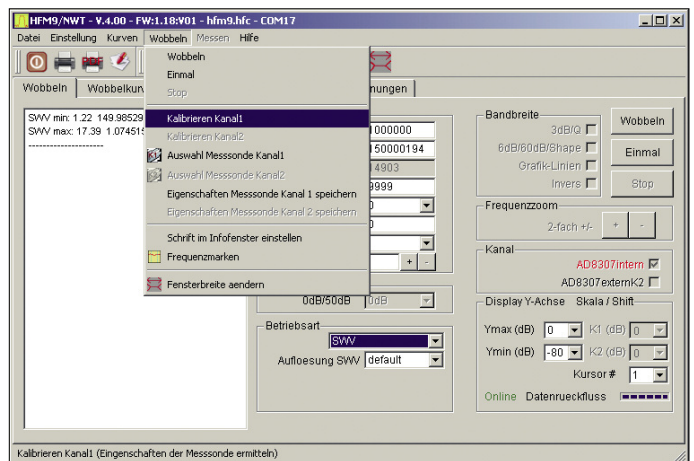 HFM9/NWT - V.4.00 - FW:1.18:V01 - hfm9.hfc - COM17
Datei Einstellung Kurven Wobbeln Messen Hilfe
Wobbeln
Einmal
Stop
Kalibrieren Kanal1
Kalibrieren Kanal2
Auswahl Messsonde Kanal1
Auswahl Messsonde Kanal2
Eigenschaften Messsonde Kanal 1 speichern
Eigenschaften Messsonde Kanal 2 speichern
Schrift im Infofenster einstellen
Frequenzmarken
Fensterbreite aendern
Wobbeln
SWV min: 1.22 149.98529
SWV max: 17.39 1.074515
--------------------
1000000
150000194
14903
9999
+ -
0dB/50dB 0dB
Betriebsart
SWV
Aufloesung SWV default
Bandbreite
3dB/Q
6dB/60dB/Shape
Grafik-Linien
Invers
Wobbeln
Einmal
Stop
Frequenzzoom
2-fach +/- + -
Kanal
AD8307intern
AD8307externK2
Display Y-Achse Skala / Shift
Ymax (dB) 0 K1 (dB) 0
Ymin (dB) -80 K2 (dB) 0
Kursor # 1
Online Datenrueckfluss
Kalibrieren Kanal1 (Eingenschaften der Messsonde ermitteln)